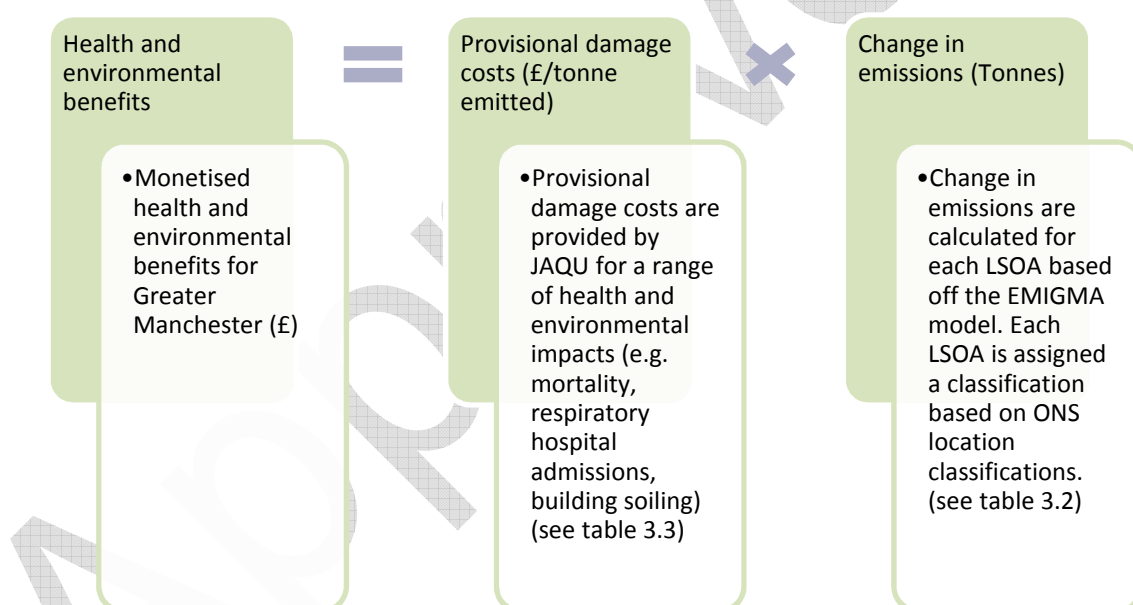 Health and
environmental
benefits
=
Provisional damage
costs (£/tonne
emitted)
×
Change in
emissions (Tonnes)
•Monetised
health and
environmental
benefits for
Greater
Manchester (£)
•Provisional
damage costs are
provided by
JAQU for a range
of health and
environmental
impacts (e.g.
mortality,
respiratory
hospital
admissions,
building soiling)
(see table 3.3)
•Change in
emissions are
calculated for
each LSOA based
off the EMIGMA
model. Each
LSOA is assigned
a classification
based on ONS
location
classifications.
(see table 3.2)